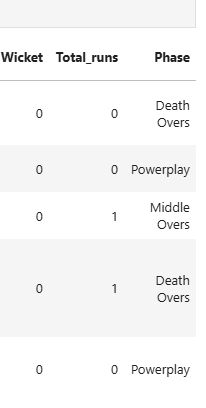 Wicket Total_runs Phase
0 0 Death
Overs
0 0 Powerplay
0 1 Middle
Overs
0 1 Death
Overs
0 0 Powerplay